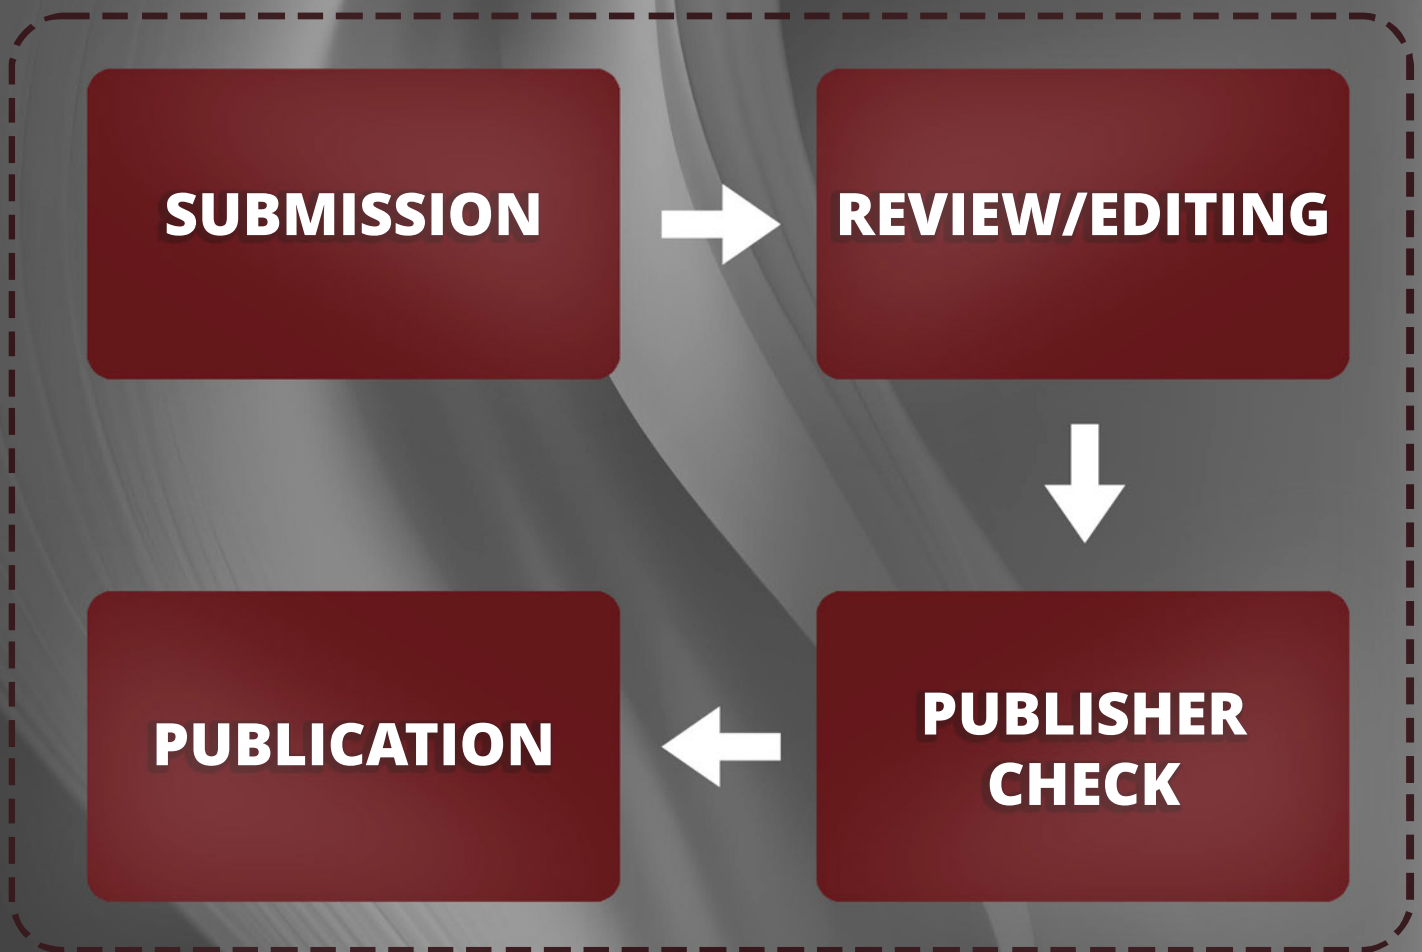 SUBMISSION
REVIEW/EDITING
PUBLISHER
CHECK
PUBLICATION